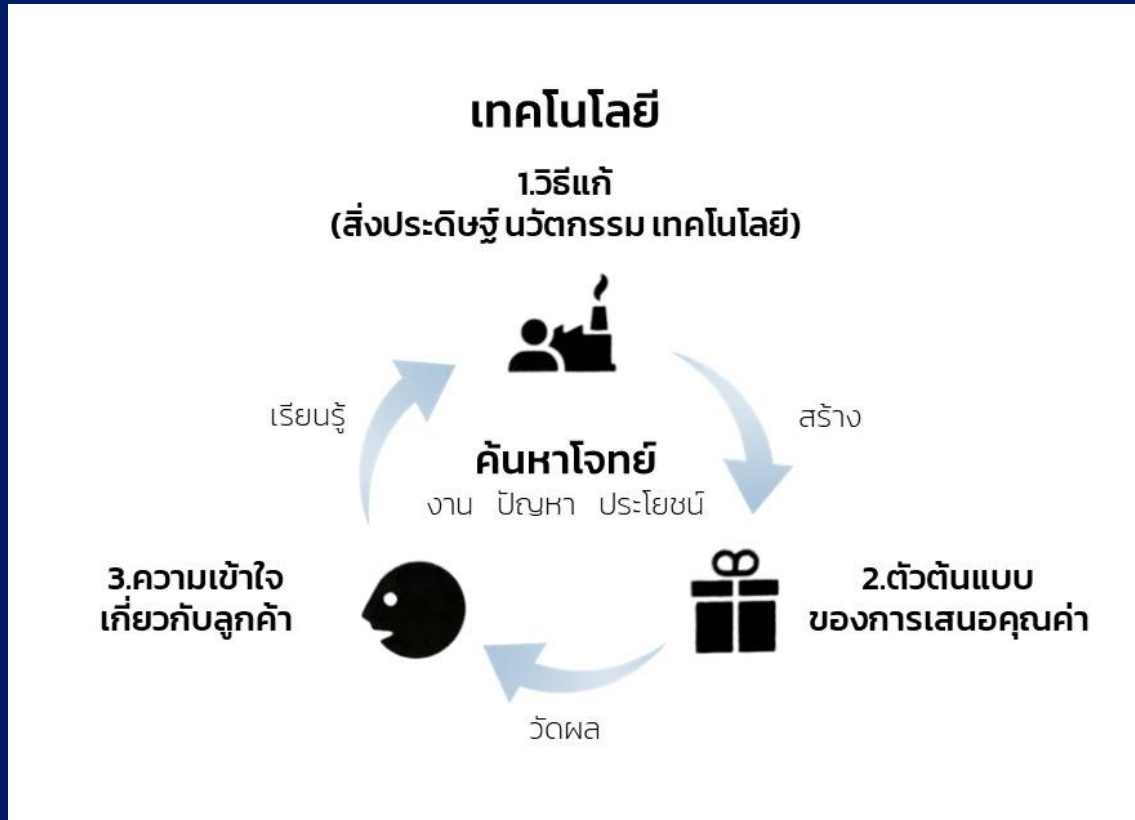 เทคโนโลยี
1.วิธีแก้
(สิ่งประดิษฐ์ นวัตกรรม เทคโนโลยี)
เรียนรู้
สร้าง
ค้นหาโจทย์
งาน ปัญหา ประโยชน์
3.ความเข้าใจ
เกี่ยวกับลูกค้า
2.ตัวต้นแบบ
ของการเสนอคุณค่า
วัดผล